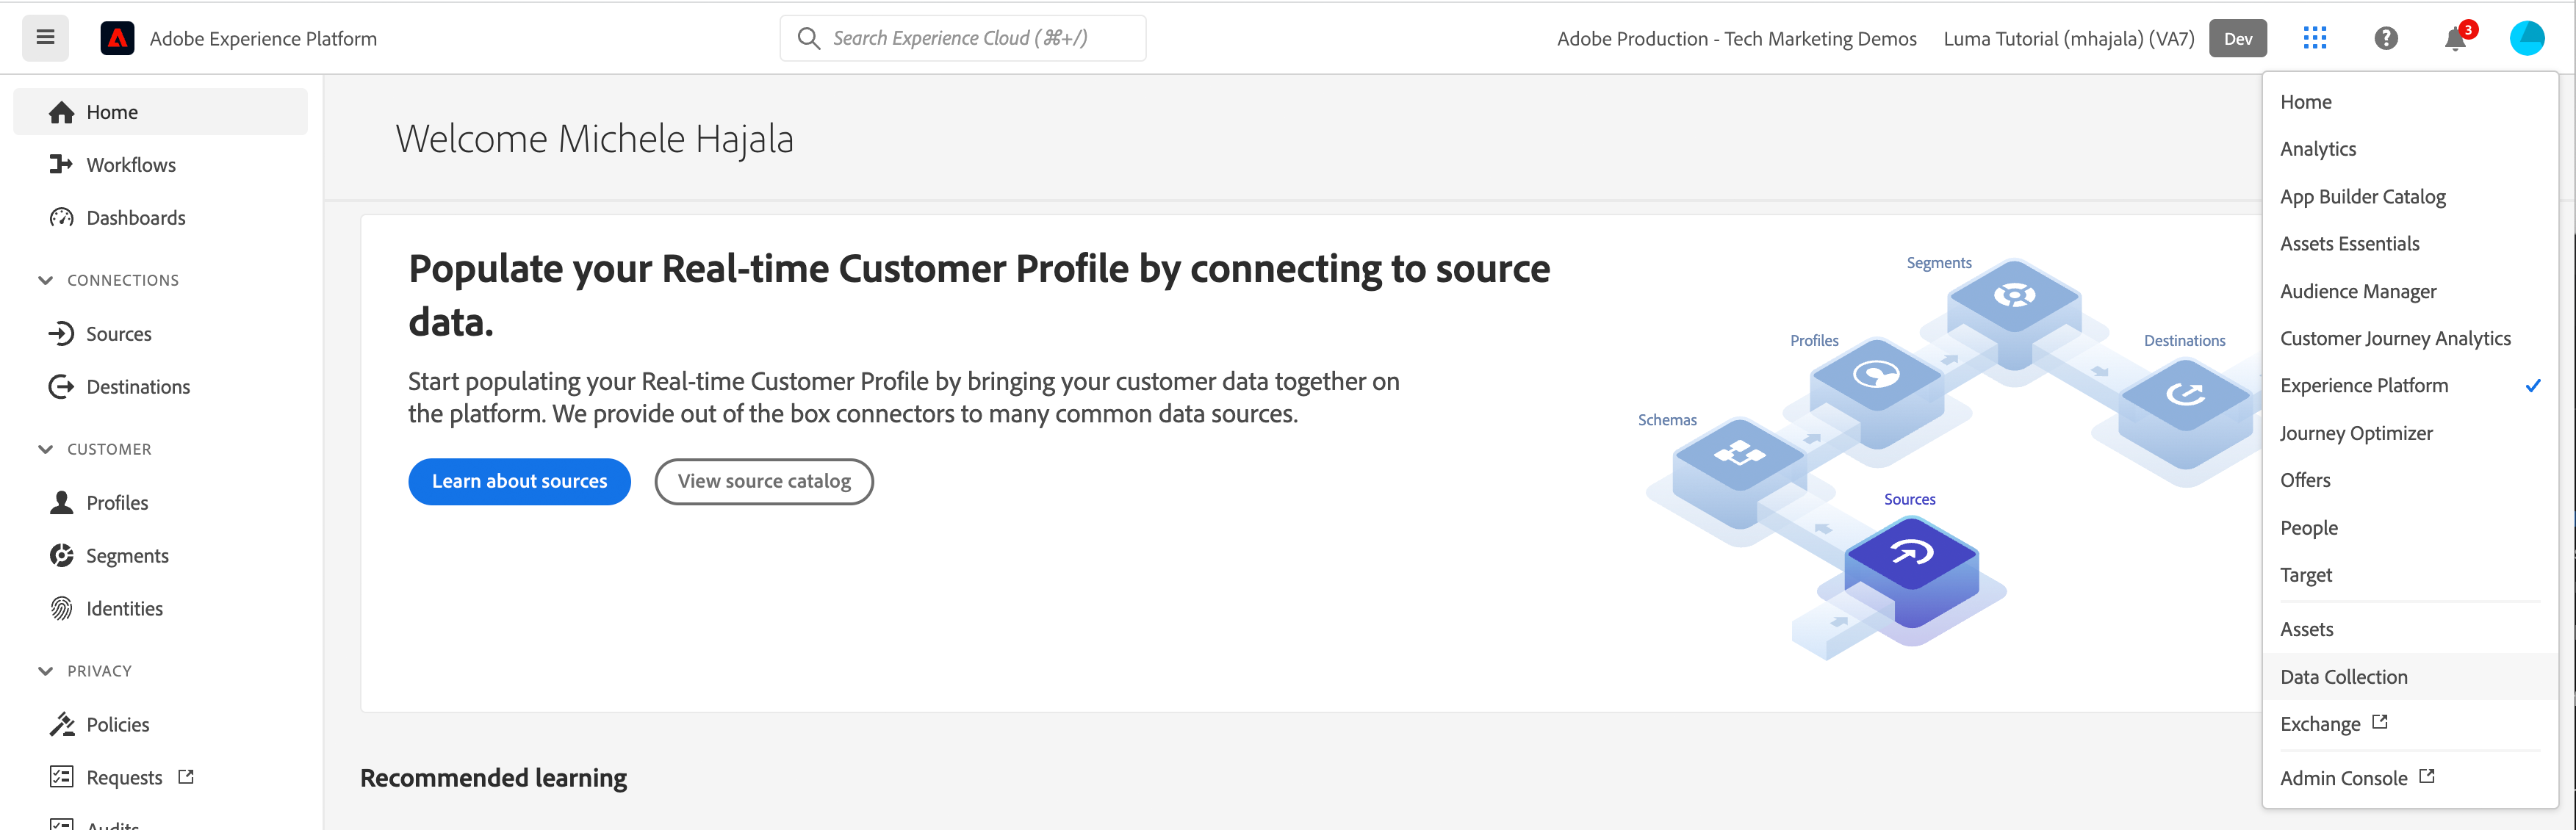 Adobe Experience Platform
Search Experience Cloud (⌘+/)
Adobe Production - Tech Marketing Demos
Luma Tutorial (mhajala) (VA7)
Dev
3
Home
Workflows
Dashboards
CONNECTIONS
Sources
Destinations
CUSTOMER
Profiles
Segments
Identities
PRIVACY
Policies
Requests
Audits
Welcome Michele Hajala
Populate your Real-time Customer Profile by connecting to source
data.
Start populating your Real-time Customer Profile by bringing your customer data together on
the platform. We provide out of the box connectors to many common data sources.
Learn about sources
View source catalog
Segments
Profiles
Destinations
Schemas
Sources
Recommended learning
Home
Analytics
App Builder Catalog
Assets Essentials
Audience Manager
Customer Journey Analytics
Experience Platform
Journey Optimizer
Offers
People
Target
Assets
Data Collection
Exchange
Admin Console